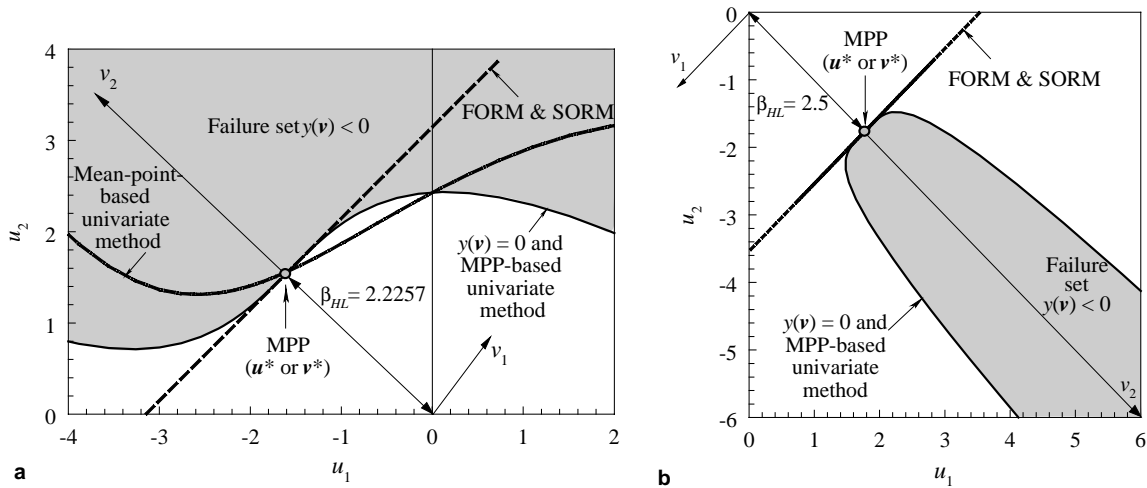 4
3
2
1
0
-4
-3
-2
-1
0
1
2
u2
u1
v2
Failure set y(v) < 0
Mean-point-
based
univariate
method
FORM & SORM
y(v) = 0 and
MPP-based
univariate
method
βHL = 2.2257
MPP
(u* or v*)
v1
a
0
-1
-2
-3
-4
-5
-6
0
1
2
3
4
5
6
u2
u1
v1
MPP
(u* or v*)
FORM & SORM
βHL = 2.5
Failure
set
y(v) < 0
y(v) = 0 and
MPP-based
univariate
method
v2
b